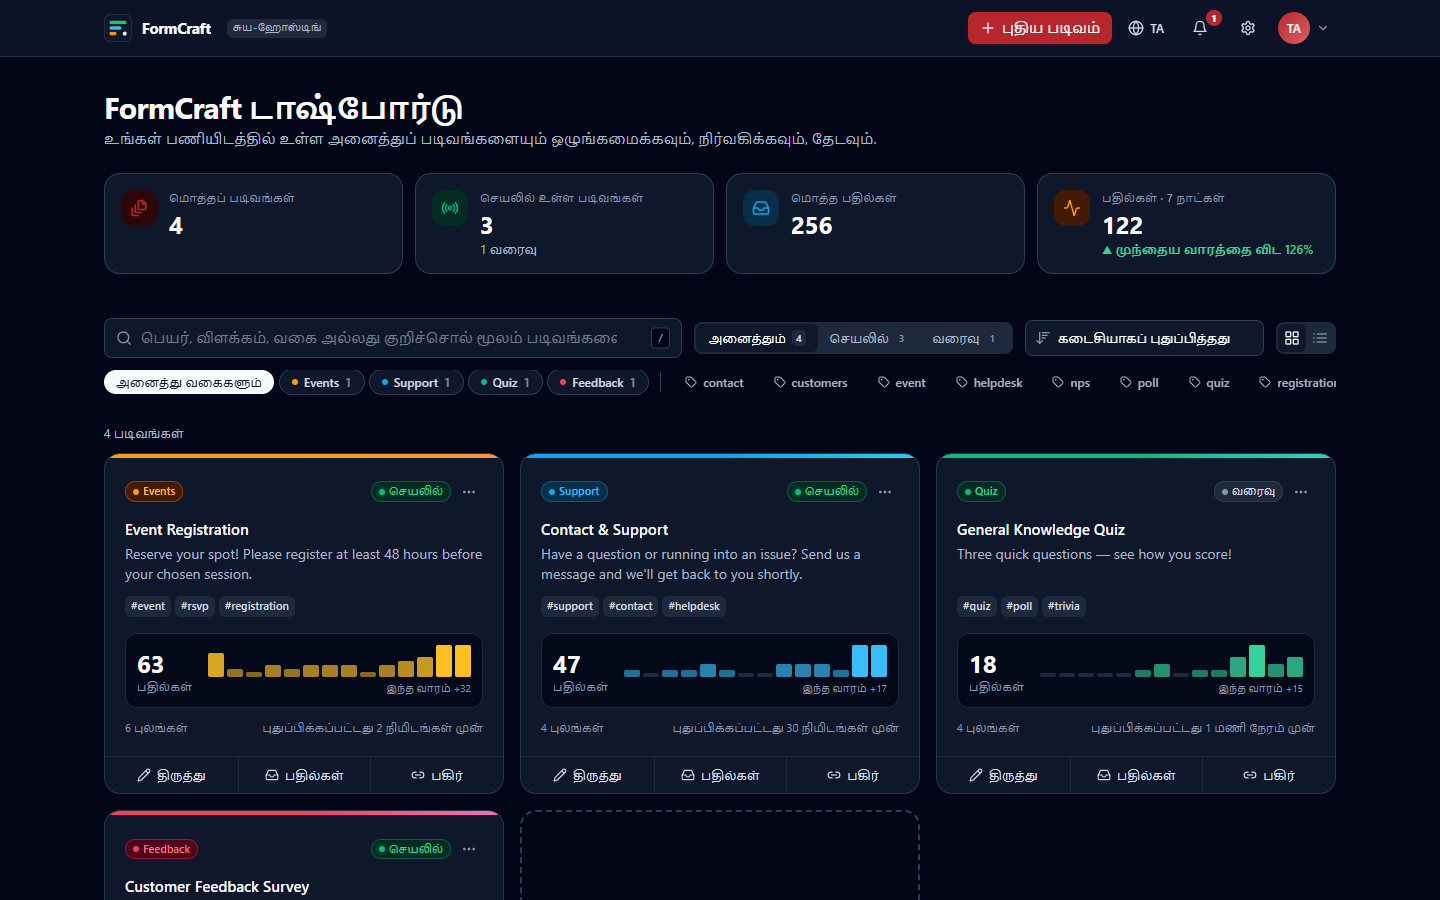 FormCraft சுய-ஹோஸ்டிங்
+ புதிய படிவம் TA 1 TA
FormCraft டாஷ்போர்டு
உங்கள் பணியிடத்தில் உள்ள அனைத்துப் படிவங்களையும் ஒழுங்கமைக்கவும், நிர்வகிக்கவும், தேடவும்.
மொத்தப் படிவங்கள்
4
செயலில் உள்ள படிவங்கள்
3
1 வரைவு
மொத்த பதில்கள்
256
பதில்கள் · 7 நாட்கள்
122
▲ முந்தைய வாரத்தை விட 126%
பெயர், விளக்கம், வகை அல்லது குறிச்சொல் மூலம் படிவங்களை /
அனைத்தும் 4 செயலில் 3 வரைவு 1
கடைசியாகப் புதுப்பித்தது
அனைத்து வகைகளும் Events 1 Support 1 Quiz 1 Feedback 1 contact customers event helpdesk nps poll quiz registration
4 படிவங்கள்
Events செயலில்
Event Registration
Reserve your spot! Please register at least 48 hours before
your chosen session.
#event #rsvp #registration
63
பதில்கள் இந்த வாரம் +32
6 புலங்கள் புதுப்பிக்கப்பட்டது 2 நிமிடங்கள் முன்
திருத்து பதில்கள் பகிர்
Support செயலில்
Contact & Support
Have a question or running into an issue? Send us a
message and we'll get back to you shortly.
#support #contact #helpdesk
47
பதில்கள் இந்த வாரம் +17
4 புலங்கள் புதுப்பிக்கப்பட்டது 30 நிமிடங்கள் முன்
திருத்து பதில்கள் பகிர்
Quiz வரைவு
General Knowledge Quiz
Three quick questions — see how you score!
#quiz #poll #trivia
18
பதில்கள் இந்த வாரம் +15
4 புலங்கள் புதுப்பிக்கப்பட்டது 1 மணி நேரம் முன்
திருத்து பதில்கள் பகிர்
Feedback செயலில்
Customer Feedback Survey